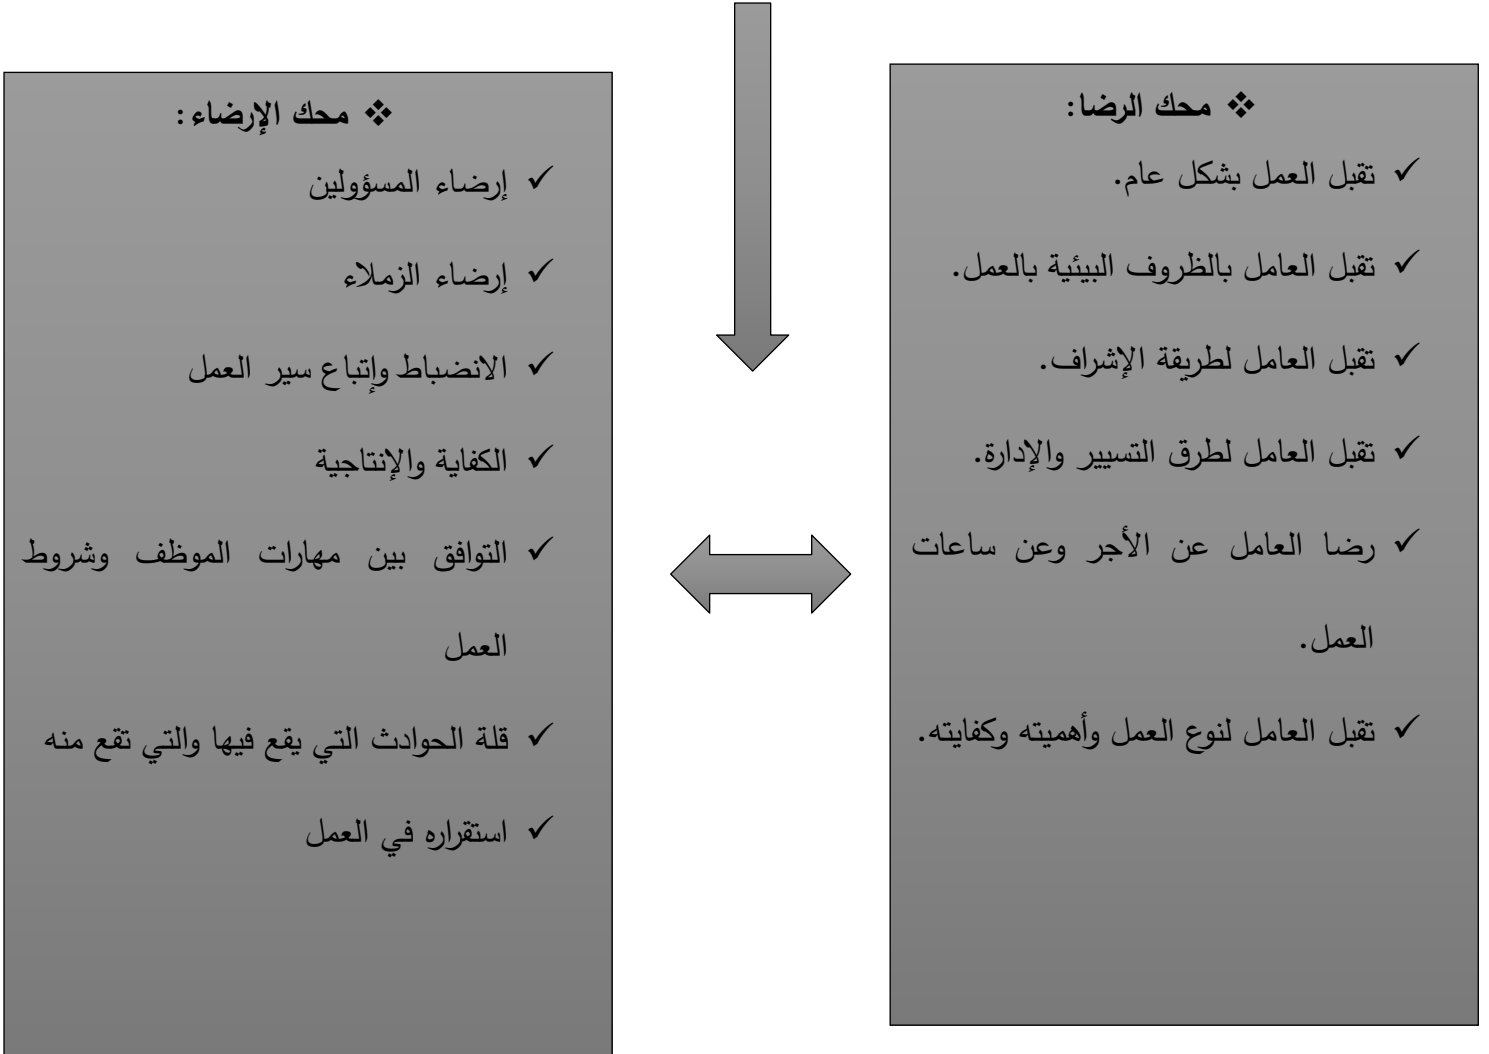 ❖ محك الرضا:
✓ تقبل العمل بشكل عام.
✓ تقبل العامل بالظروف البيئية بالعمل.
✓ تقبل العامل لطريقة الإشراف.
✓ تقبل العامل لطرق التسيير والإدارة.
✓ رضا العامل عن الأجر وعن ساعات
العمل.
✓ تقبل العامل لنوع العمل وأهميته وكفايته.
❖ محك الإرضاء:
✓ إرضاء المسؤولين
✓ إرضاء الزملاء
✓ الانضباط وإتباع سير العمل
✓ الكفاية والإنتاجية
✓ التوافق بين مهارات الموظف وشروط
العمل
✓ قلة الحوادث التي يقع فيها والتي تقع منه
✓ استقراره في العمل